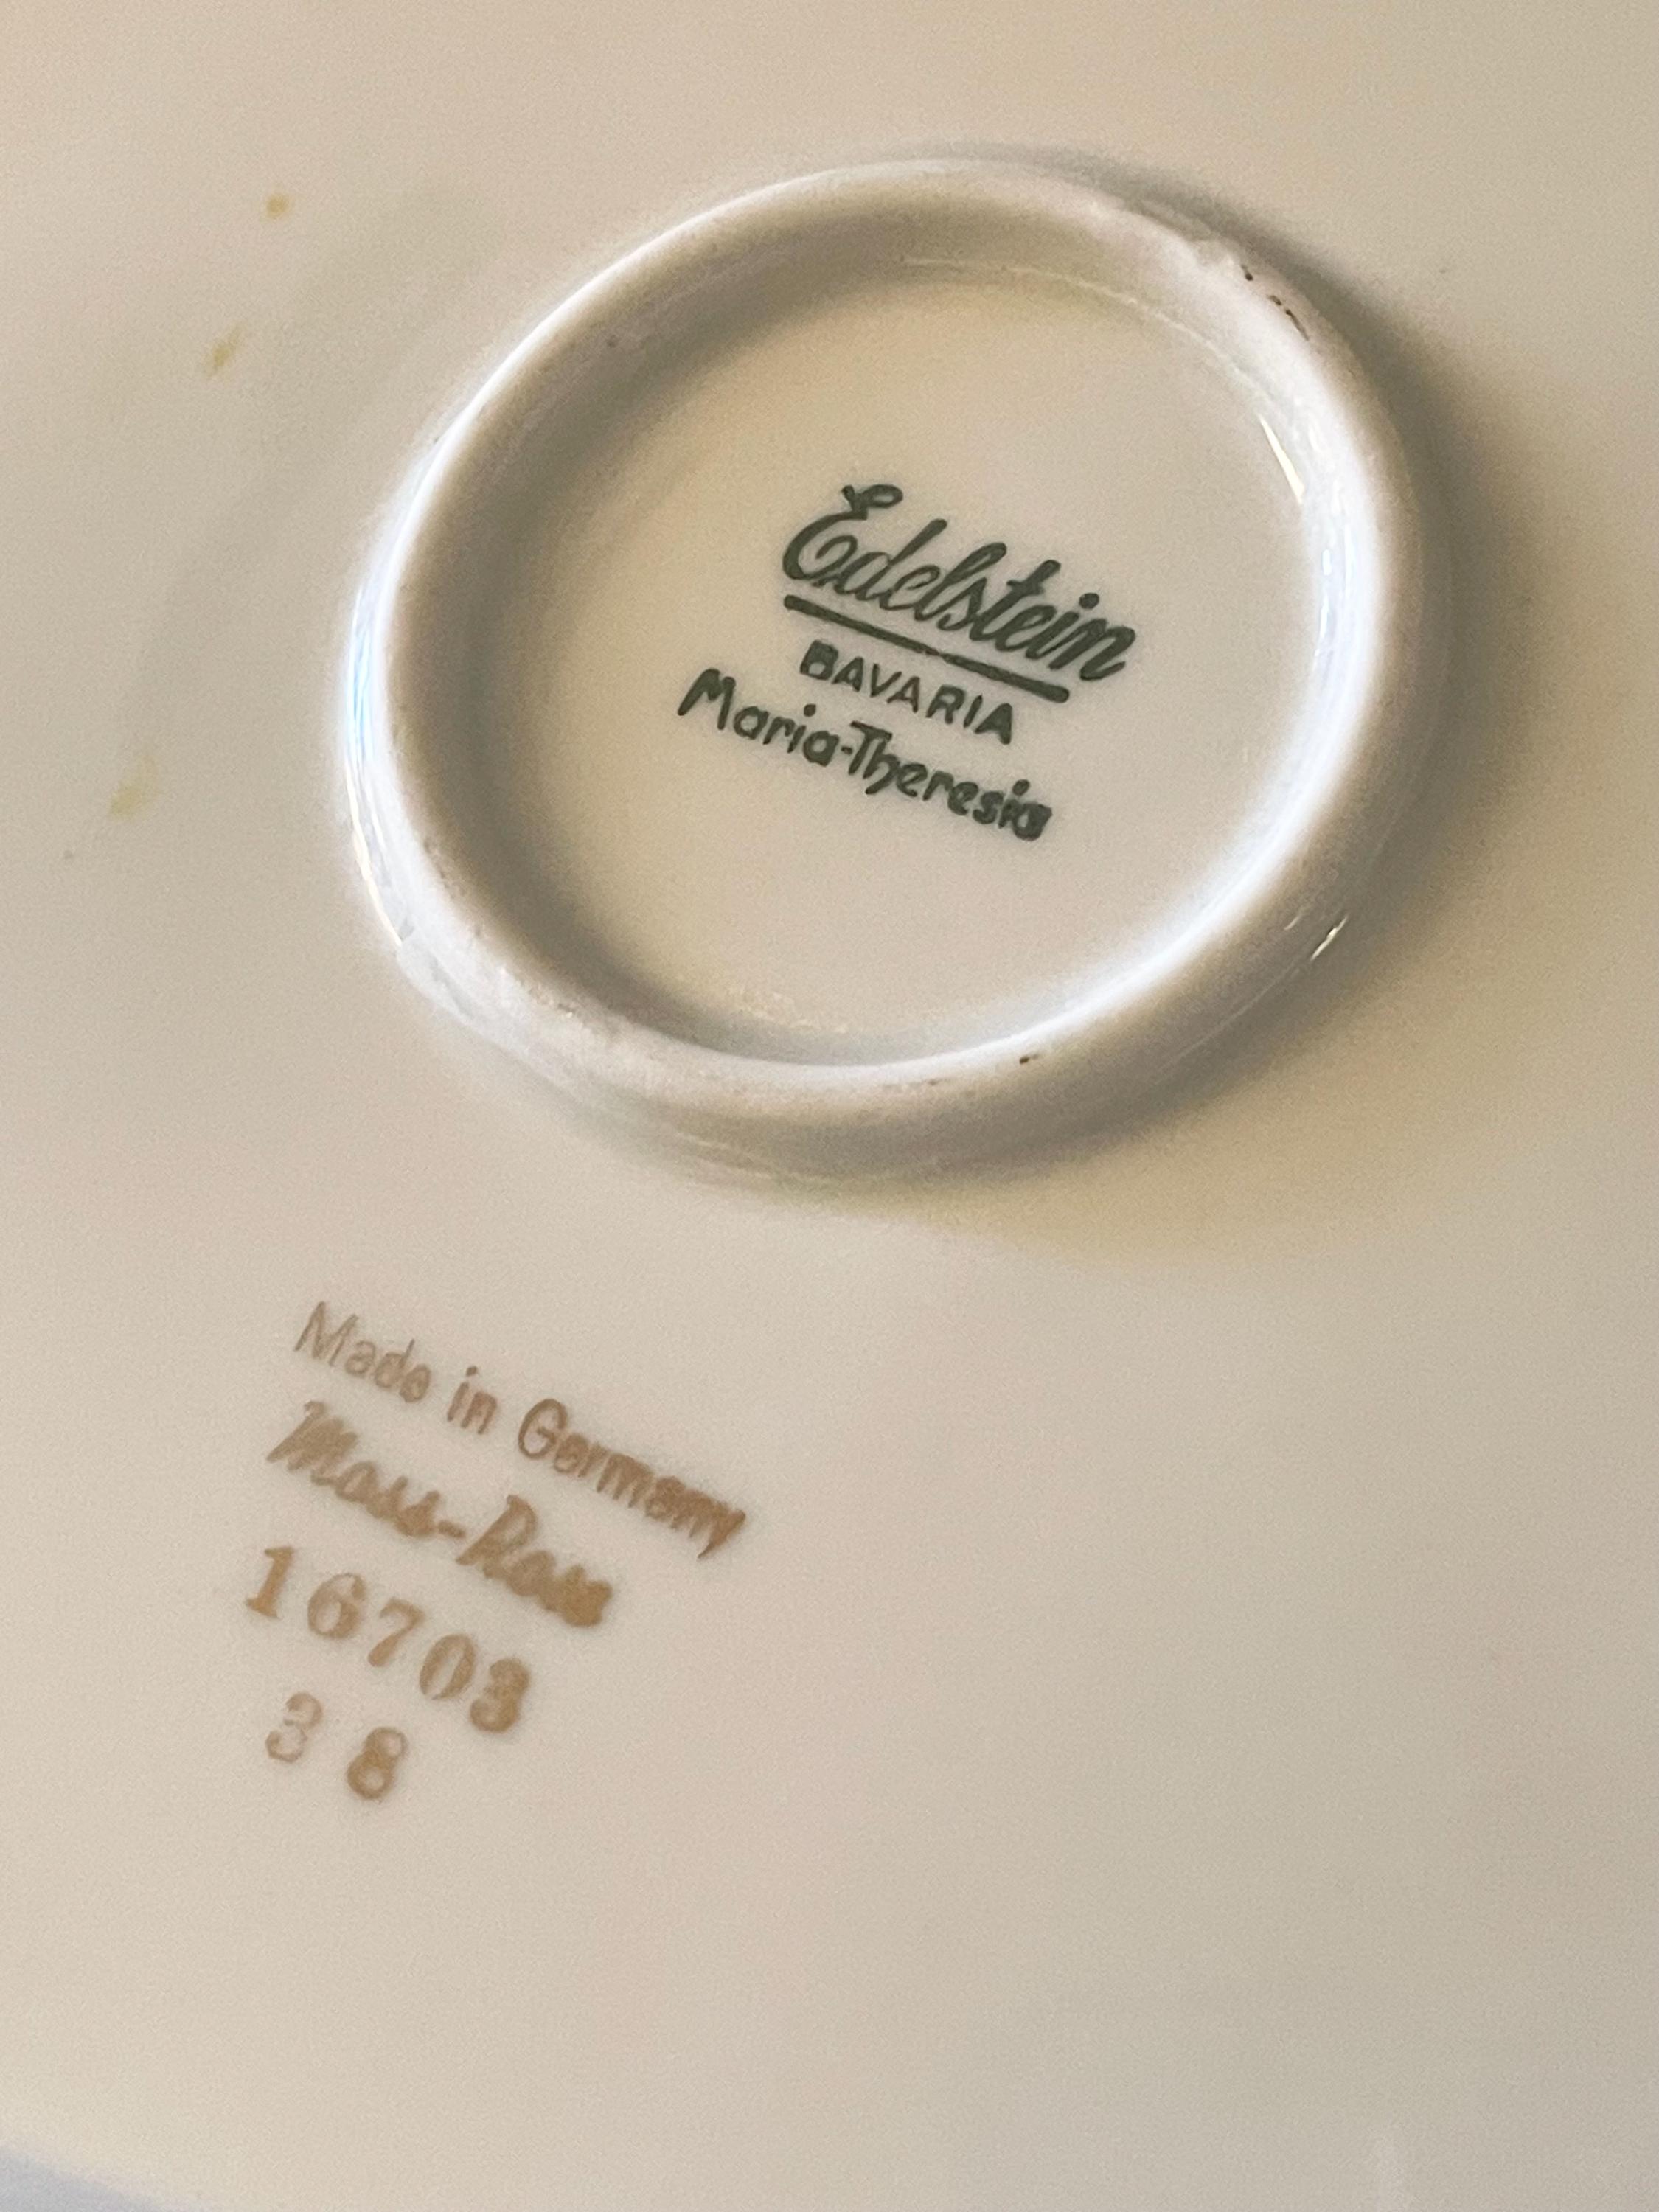 Edelstein
BAVARIA
Maria-Theresia
Made in Germany
Moss-Rose
16703
38